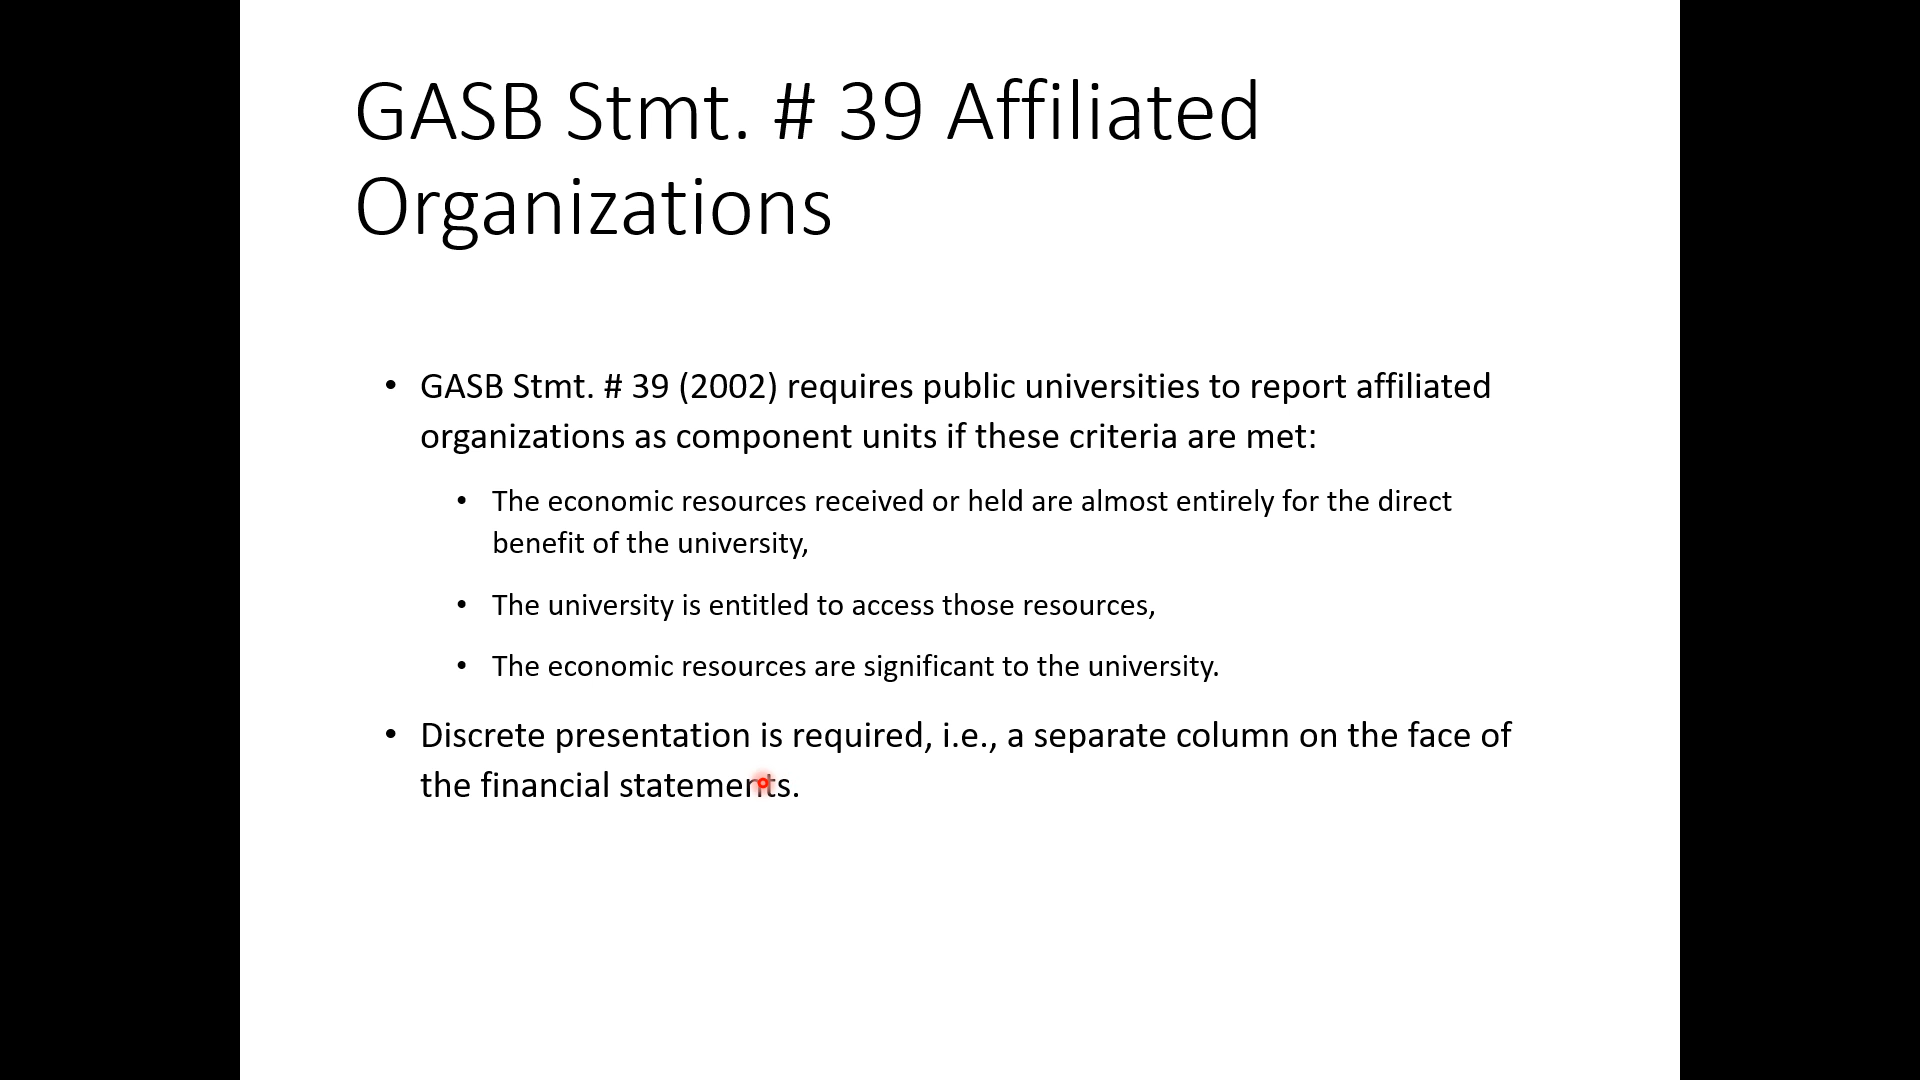 GASB Stmt. # 39 Affiliated
Organizations
• GASB Stmt. # 39 (2002) requires public universities to report affiliated
organizations as component units if these criteria are met:
• The economic resources received or held are almost entirely for the direct
benefit of the university,
• The university is entitled to access those resources,
• The economic resources are significant to the university.
• Discrete presentation is required, i.e., a separate column on the face of
the financial statements.